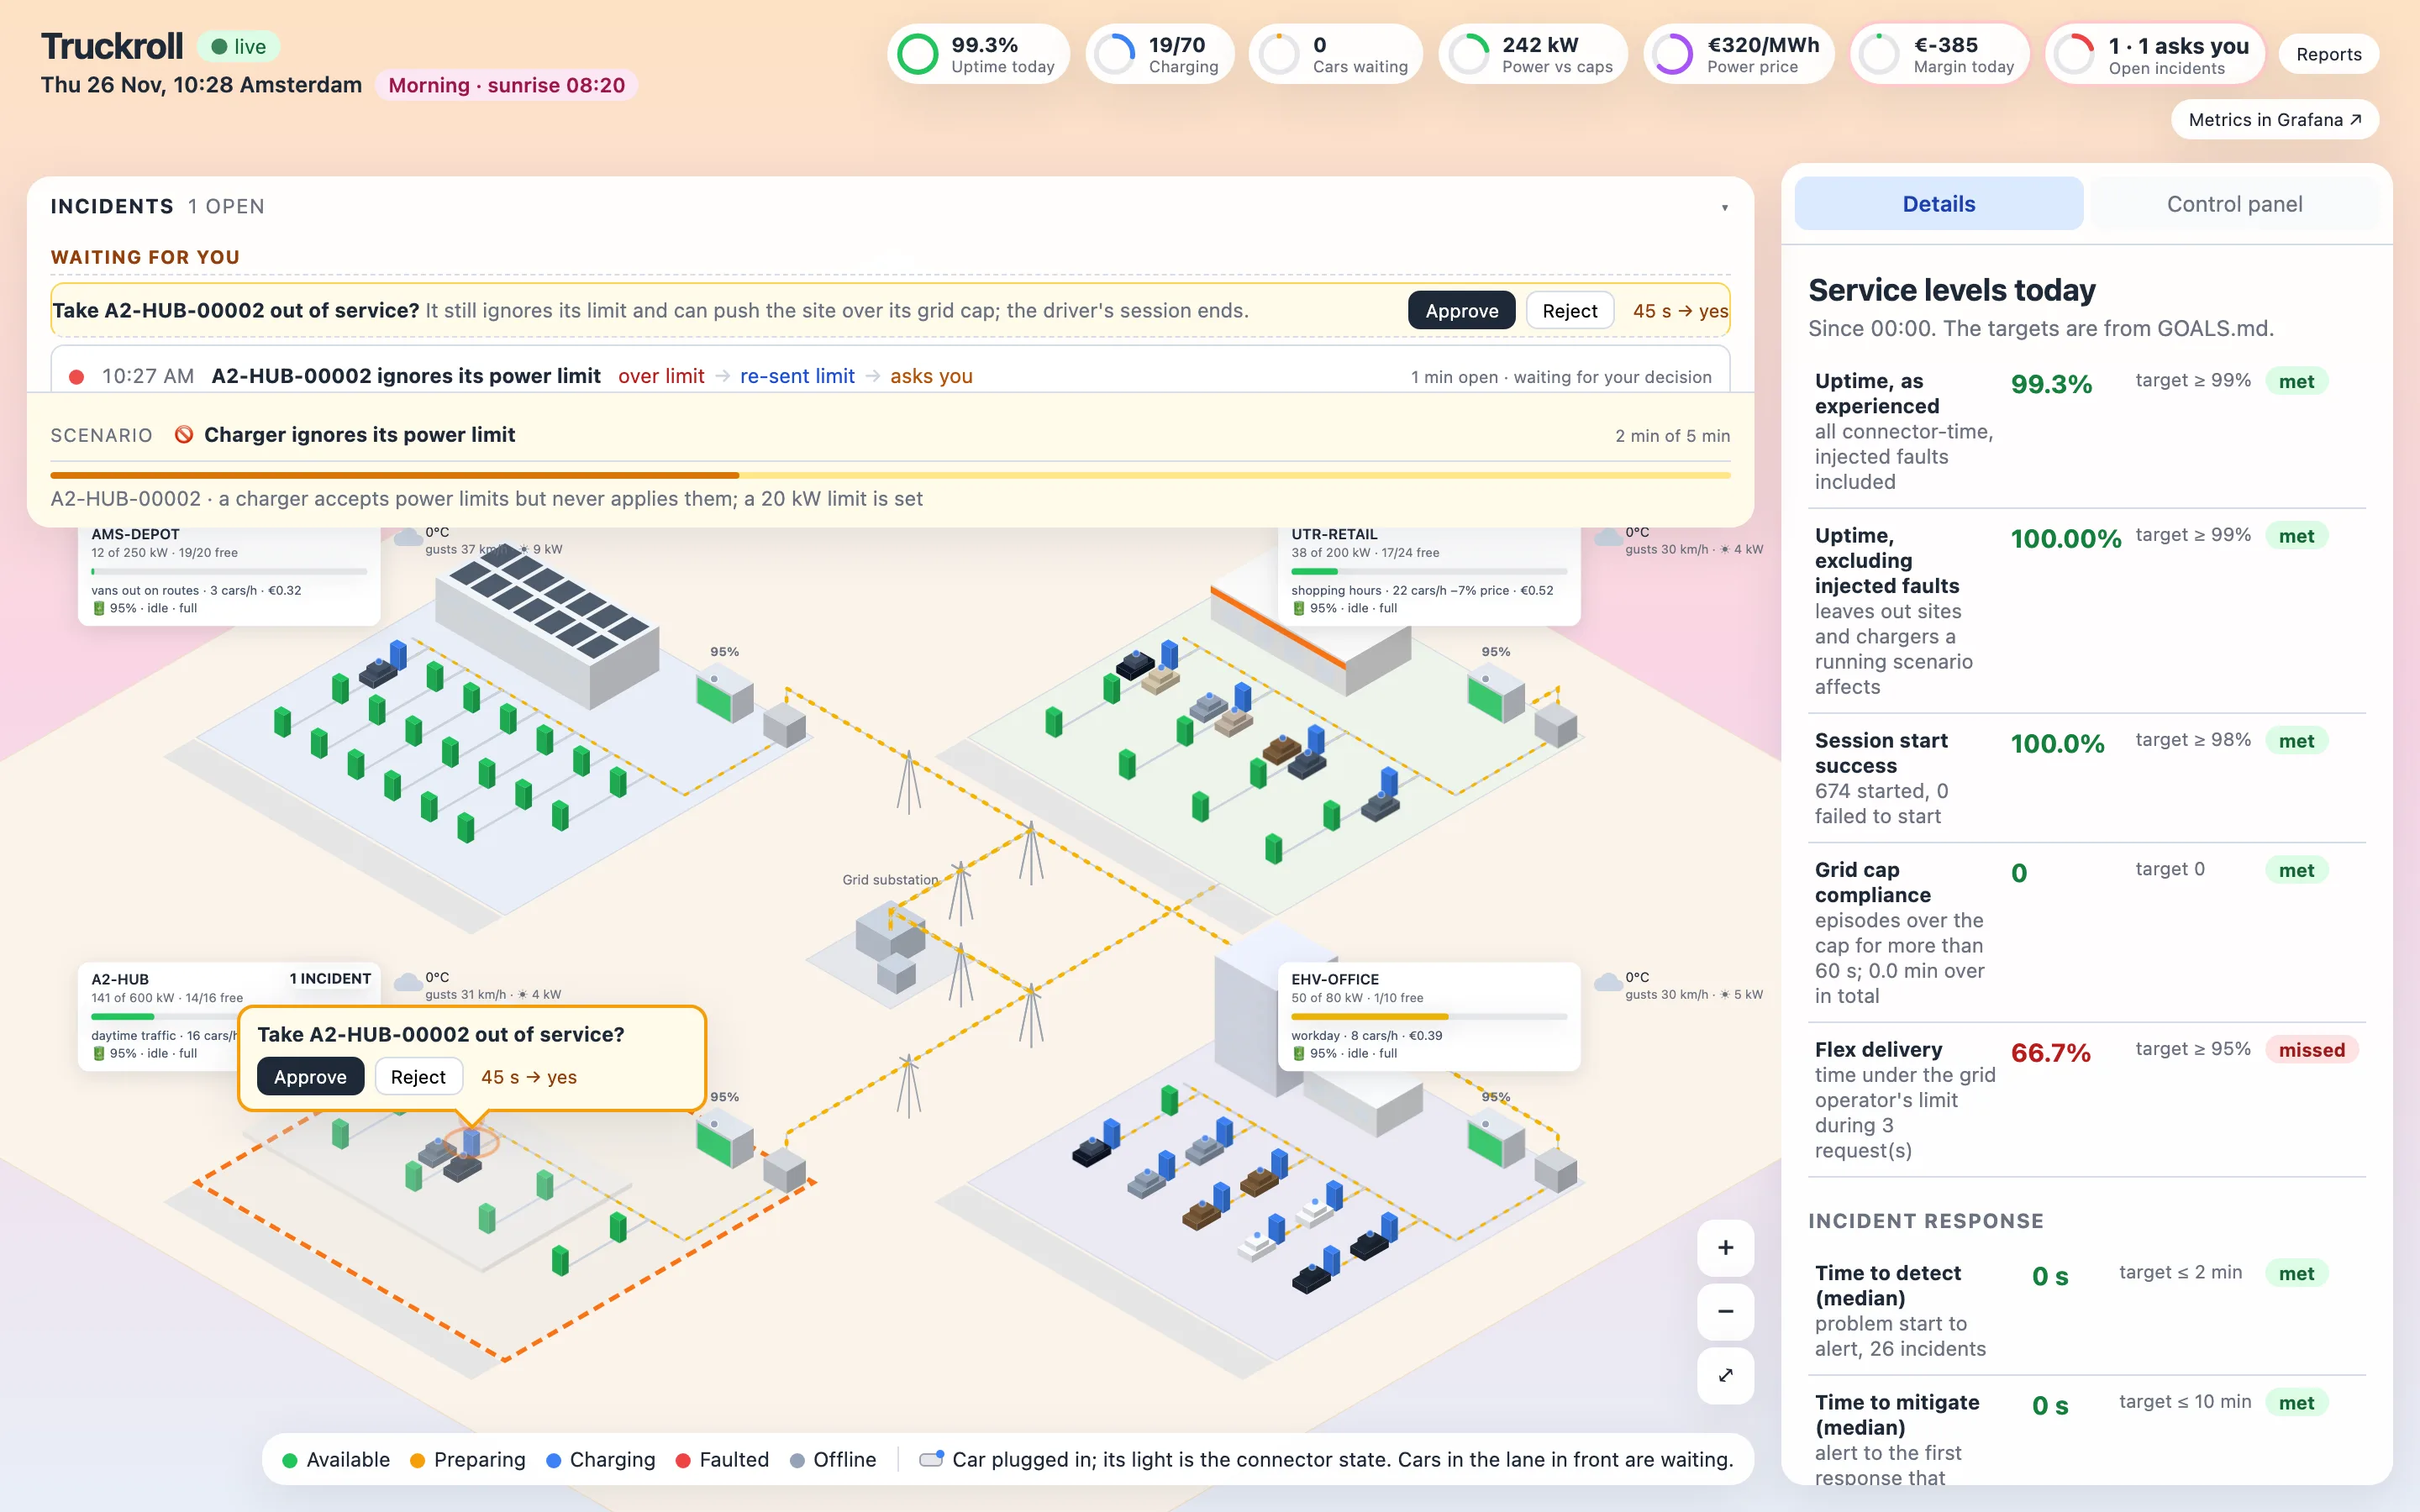 Truckroll
live
Thu 26 Nov, 10:28 Amsterdam
Morning · sunrise 08:20
99.3%
Uptime today
19/70
Charging
0
Cars waiting
242 kW
Power vs caps
€320/MWh
Power price
€-385
Margin today
1 · 1 asks you
Open incidents
Reports
Metrics in Grafana ↗
INCIDENTS 1 OPEN
WAITING FOR YOU
Take A2-HUB-00002 out of service? It still ignores its limit and can push the site over its grid cap; the driver's session ends.
Approve
Reject
45 s → yes
10:27 AM A2-HUB-00002 ignores its power limit over limit → re-sent limit → asks you
1 min open · waiting for your decision
SCENARIO Charger ignores its power limit
2 min of 5 min
A2-HUB-00002 · a charger accepts power limits but never applies them; a 20 kW limit is set
AMS-DEPOT
12 of 250 kW · 19/20 free
vans out on routes · 3 cars/h · €0.32
95% · idle · full
0°C
gusts 37 km/h · ☀ 9 kW
95%
UTR-RETAIL
38 of 200 kW · 17/24 free
shopping hours · 22 cars/h −7% price · €0.52
95% · idle · full
0°C
gusts 30 km/h · ☀ 4 kW
95%
Grid substation
A2-HUB
1 INCIDENT
141 of 600 kW · 14/16 free
daytime traffic · 16 cars/h
95% · idle · full
0°C
gusts 31 km/h · ☀ 4 kW
Take A2-HUB-00002 out of service?
Approve
Reject
45 s → yes
95%
EHV-OFFICE
50 of 80 kW · 1/10 free
workday · 8 cars/h · €0.39
95% · idle · full
0°C
gusts 30 km/h · ☀ 5 kW
95%
+
−
Available
Preparing
Charging
Faulted
Offline
Car plugged in; its light is the connector state. Cars in the lane in front are waiting.
Details
Control panel
Service levels today
Since 00:00. The targets are from GOALS.md.
Uptime, as
experienced
all connector-time,
injected faults
included
99.3%
target ≥ 99%
met
Uptime,
excluding
injected faults
leaves out sites
and chargers a
running scenario
affects
100.00%
target ≥ 99%
met
Session start
success
674 started, 0
failed to start
100.0%
target ≥ 98%
met
Grid cap
compliance
episodes over the
cap for more than
60 s; 0.0 min over
in total
0
target 0
met
Flex delivery
time under the grid
operator's limit
during 3
request(s)
66.7%
target ≥ 95%
missed
INCIDENT RESPONSE
Time to detect
(median)
problem start to
alert, 26 incidents
0 s
target ≤ 2 min
met
Time to mitigate
(median)
alert to the first
response that
0 s
target ≤ 10 min
met